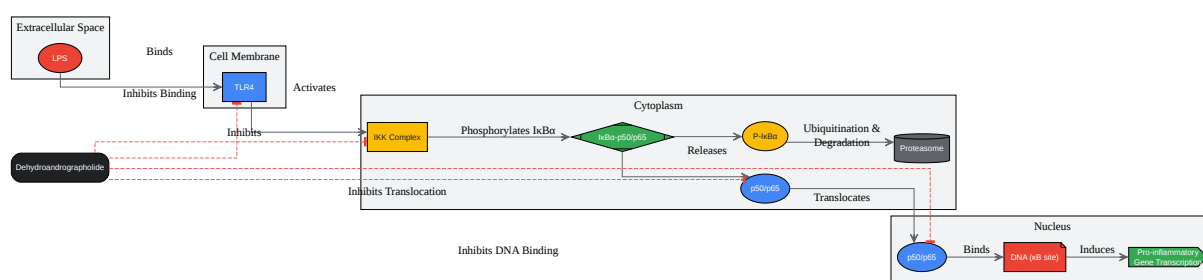 Extracellular Space
LPS
Binds
Cell Membrane
TLR4
Inhibits Binding
Activates
Cytoplasm
Inhibits
IKK Complex
Phosphorylates IκBα
IκBα-p50/p65
Releases
P-IκBα
Ubiquitination &
Degradation
Proteasome
Dehydroandrographolide
Inhibits Translocation
p50/p65
Translocates
Nucleus
Inhibits DNA Binding
p50/p65
Binds
DNA (κB site)
Induces
Pro-inflammatory
Gene Transcription